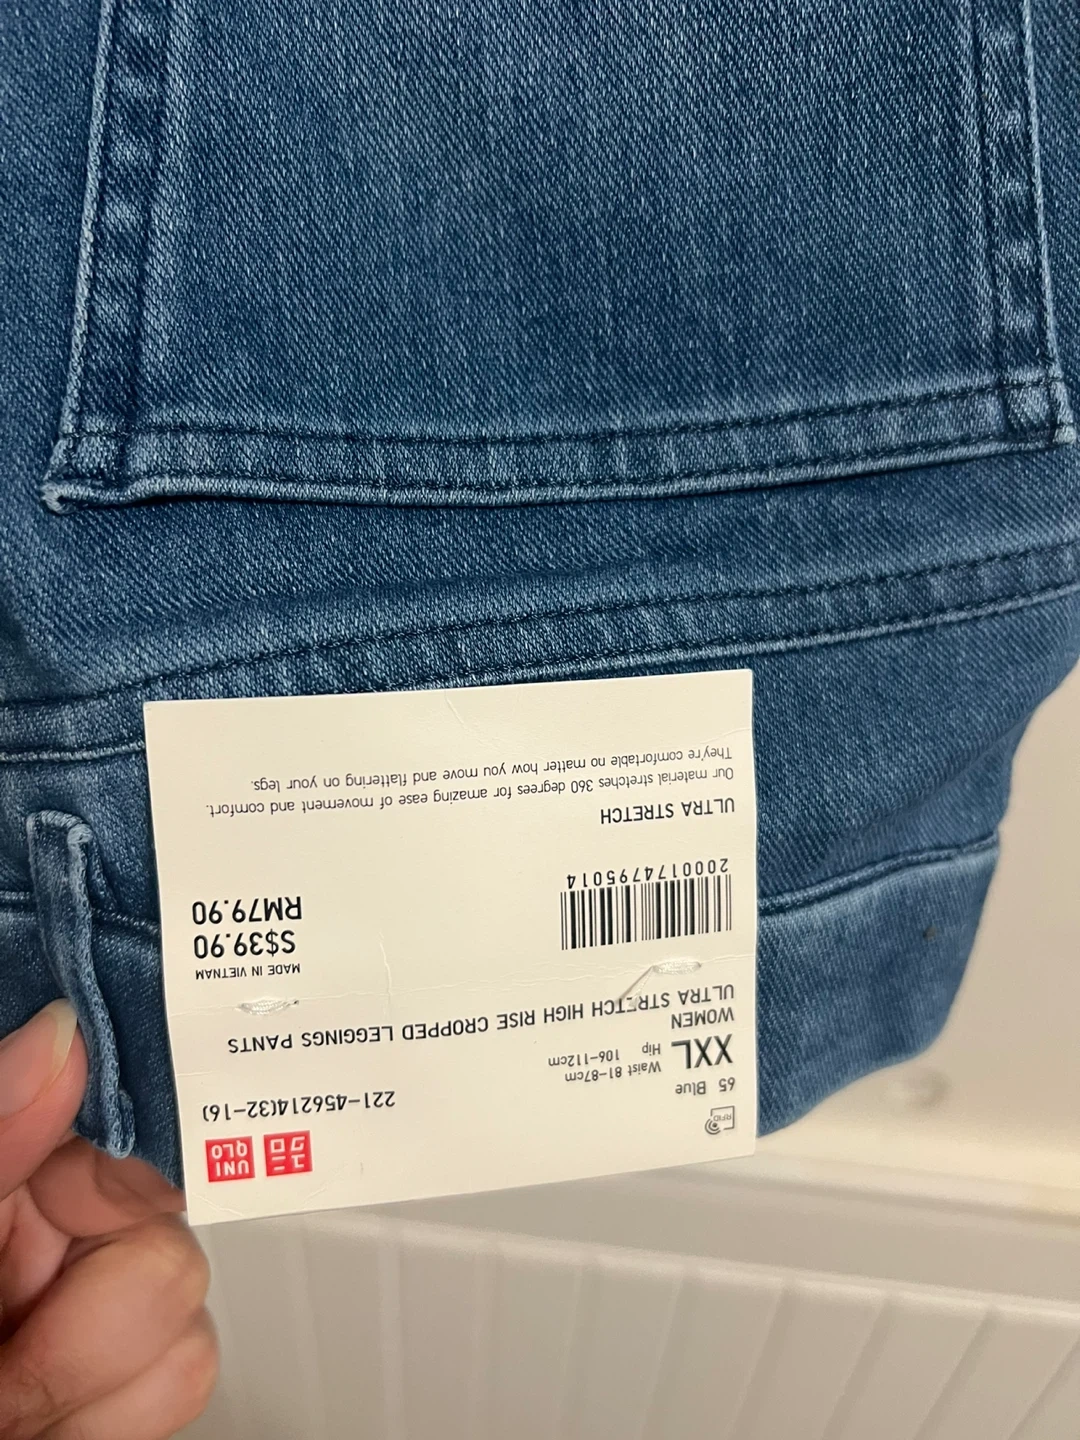 ユニ
クロ
UNI
QLO
RFID
221-456214(32-16)
65 Blue
XXL
Waist 81-87cm
Hip 106-112cm
WOMEN
ULTRA STRETCH HIGH RISE CROPPED LEGGINGS PANTS
MADE IN VIETNAM
S$39.90
RM79.90
2000174795014
ULTRA STRETCH
Our material stretches 360 degrees for amazing ease of movement and comfort.
They're comfortable no matter how you move and flattering on your legs.